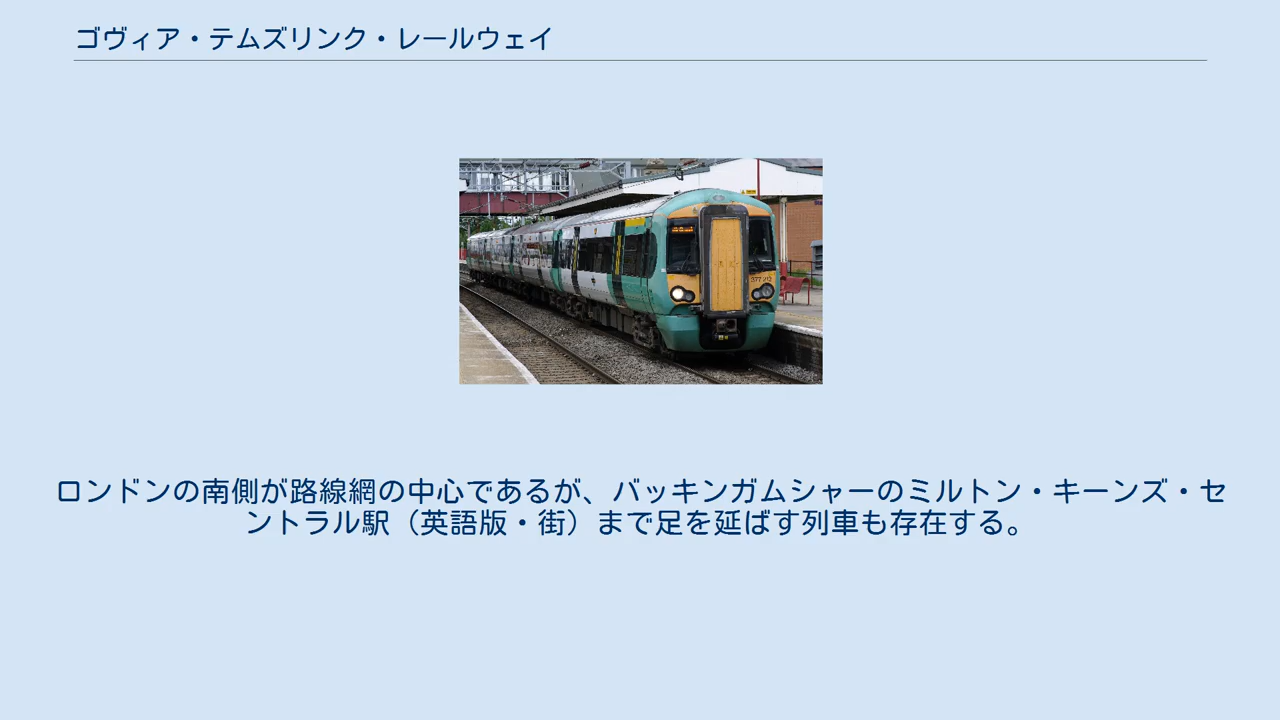 ゴヴィア・テムズリンク・レールウェイ
ロンドンの南側が路線網の中心であるが、バッキンガムシャーのミルトン・キーンズ・セ
ントラル駅（英語版・街）まで足を延ばす列車も存在する。